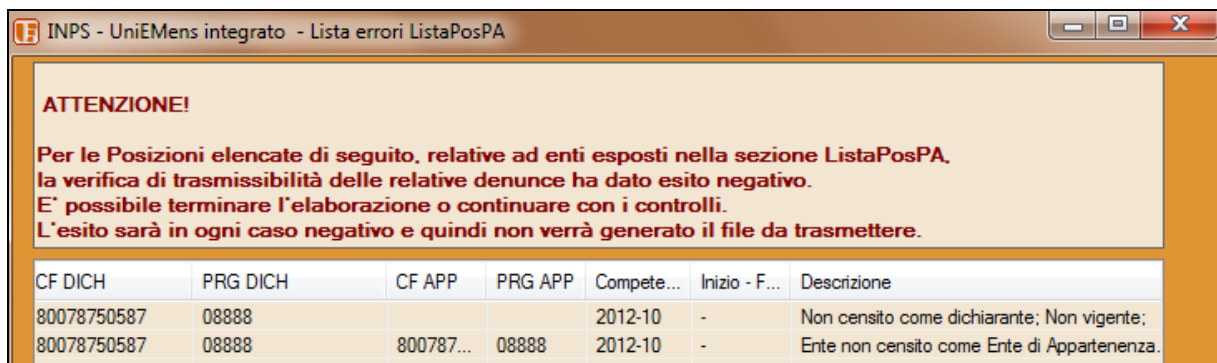 INPS - UniEMens integrato - Lista errori ListaPosPA
ATTENZIONE!
Per le Posizioni elencate di seguito, relative ad enti esposti nella sezione ListaPosPA,
la verifica di trasmissibilità delle relative denunce ha dato esito negativo.
E' possibile terminare l'elaborazione o continuare con i controlli.
L'esito sarà in ogni caso negativo e quindi non verrà generato il file da trasmettere.
CF DICH PRG DICH CF APP PRG APP Compete... Inizio - F... Descrizione
80078750587 08888 2012-10 - Non censito come dichiarante; Non vigente;
80078750587 08888 800787... 08888 2012-10 - Ente non censito come Ente di Appartenenza.